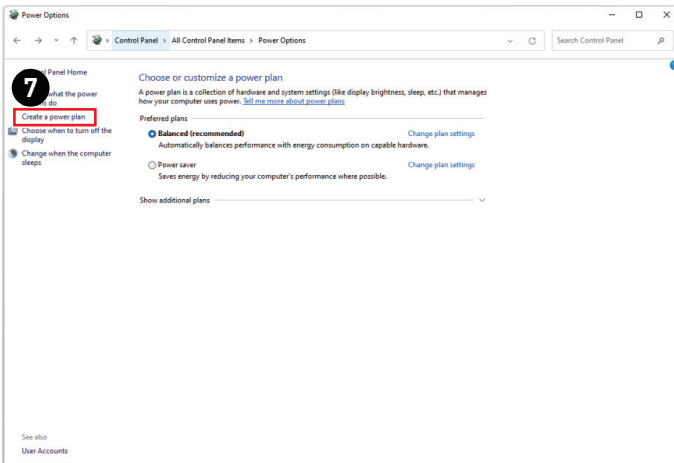 Power Options
Control Panel > All Control Panel Items > Power Options
Search Control Panel
l Panel Home
7
what the power
s do
Create a power plan
Choose when to turn off the
display
Change when the computer
sleeps
Choose or customize a power plan
A power plan is a collection of hardware and system settings (like display brightness, sleep, etc.) that manages
how your computer uses power. Tell me more about power plans
Preferred plans
Balanced (recommended) Change plan settings
Automatically balances performance with energy consumption on capable hardware.
Power saver Change plan settings
Saves energy by reducing your computer's performance where possible.
Show additional plans
See also
User Accounts